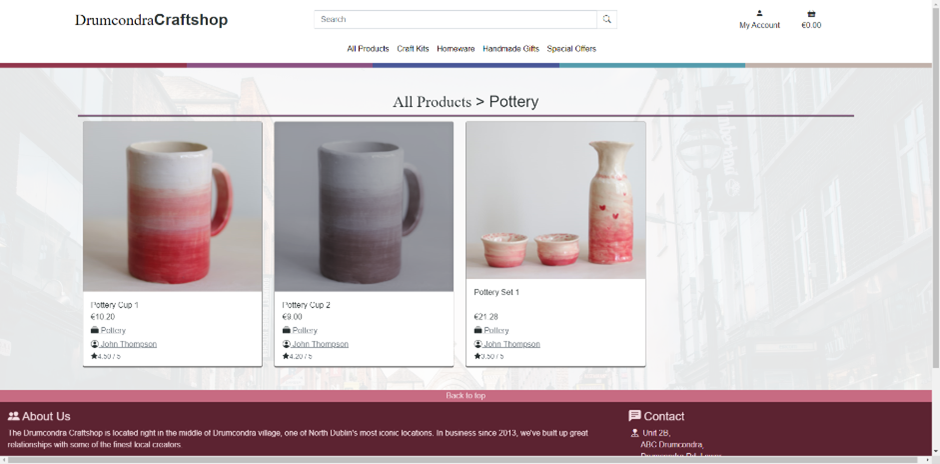 DrumcondraCraftshop
Search
My Account
€0.00
All Products Craft Kits Homeware Handmade Gifts Special Offers
All Products > Pottery
Pottery Cup 1
€10.20
Pottery
John Thompson
4.50 / 5
Pottery Cup 2
€9.00
Pottery
John Thompson
4.20 / 5
Pottery Set 1
€21.28
Pottery
John Thompson
3.50 / 5
Back to top
About Us
The Drumcondra Craftshop is located right in the middle of Drumcondra village, one of North Dublin's most iconic locations. In business since 2013, we've built up great
relationships with some of the finest local creators
Contact
Unit 2B,
ABC Drumcondra,